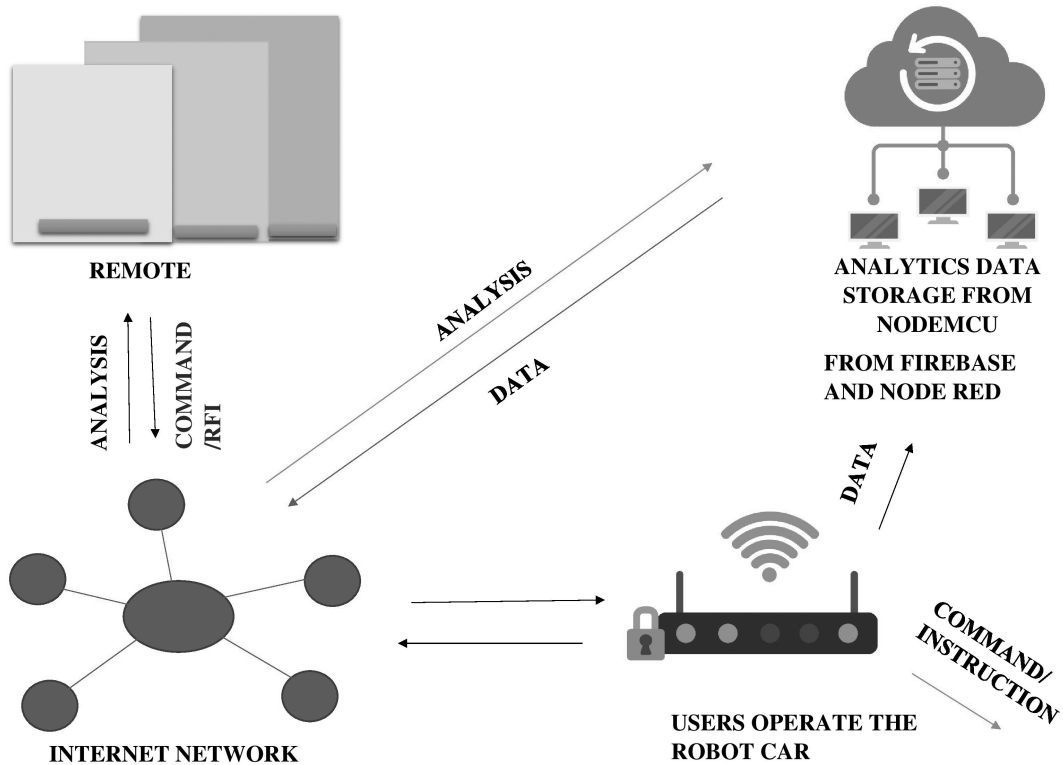 REMOTE
ANALYTICS DATA
STORAGE FROM
NODEMCU
FROM FIREBASE
AND NODE RED
ANALYSIS
DATA
ANALYSIS
COMMAND
/RFI
DATA
COMMAND/
INSTRUCTION
INTERNET NETWORK
USERS OPERATE THE
ROBOT CAR